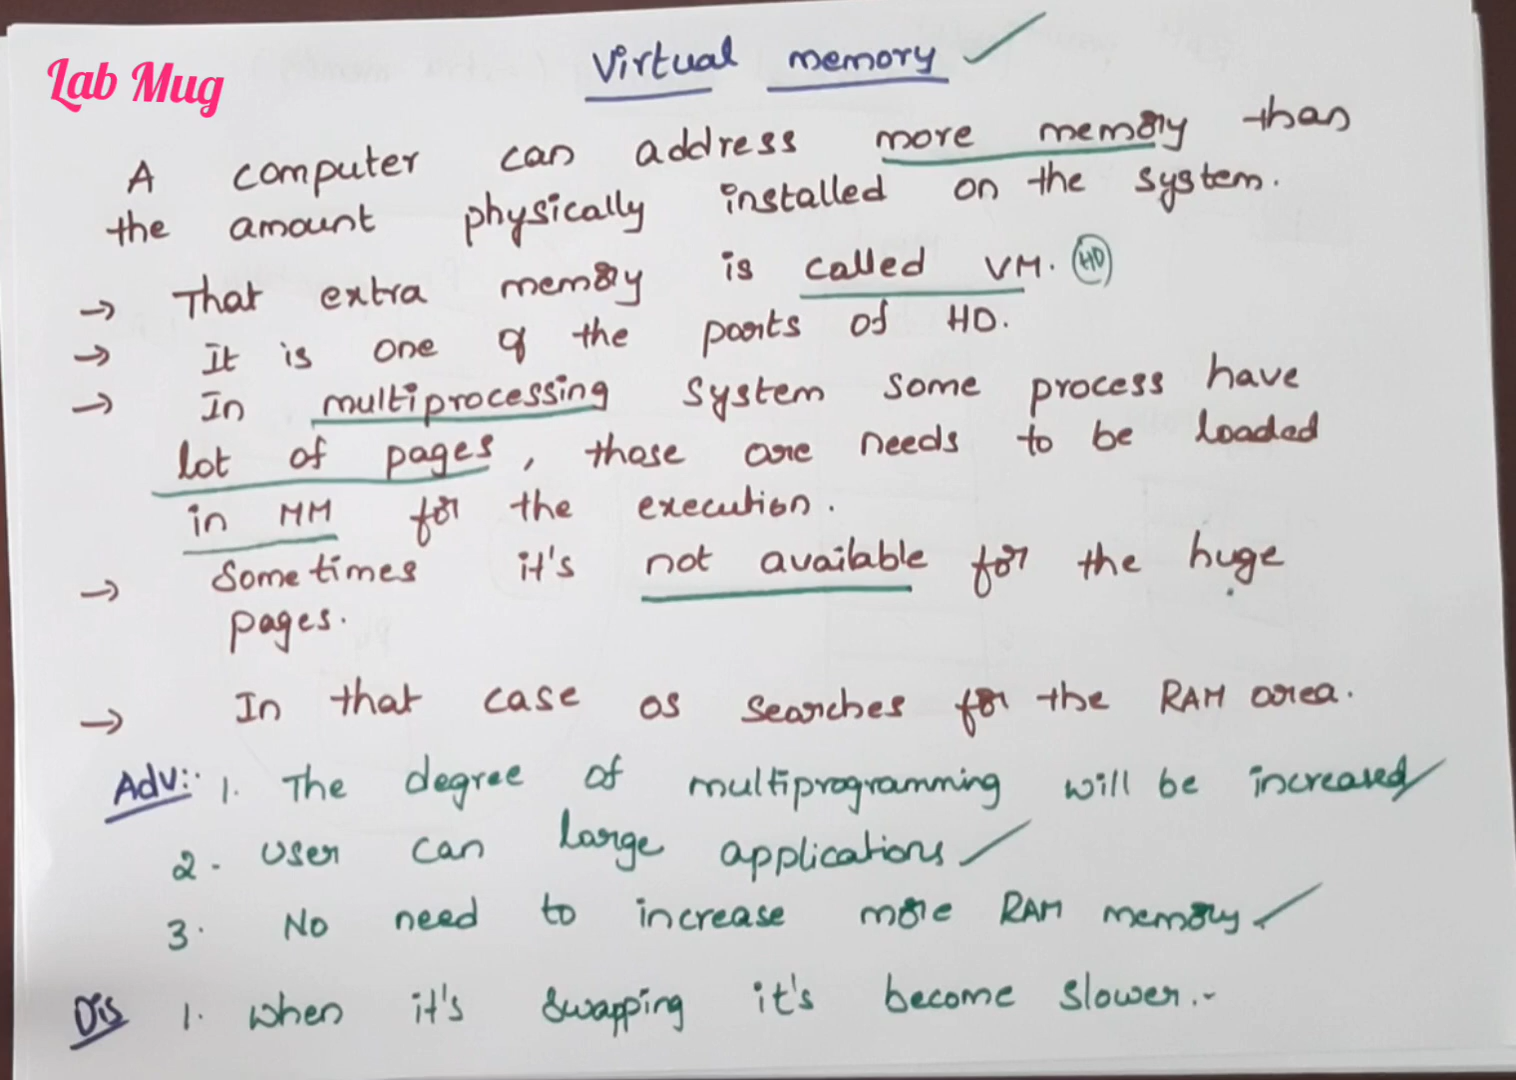 Lab Mug
Virtual memory
A computer can address more memory than
the amount physically installed on the system.
→ That extra memory is called VM. HD
→ It is one of the parts of HD.
→ In multiprocessing system some process have
lot of pages, those are needs to be loaded
in MM for the execution.
→ Sometimes it's not available for the huge
pages.
→ In that case OS searches for the RAM area.
Adv:- 1. The degree of multiprogramming will be increased
2. User can large applications
3. No need to increase more RAM memory.
Dis 1. When it's swapping it's become slower.-